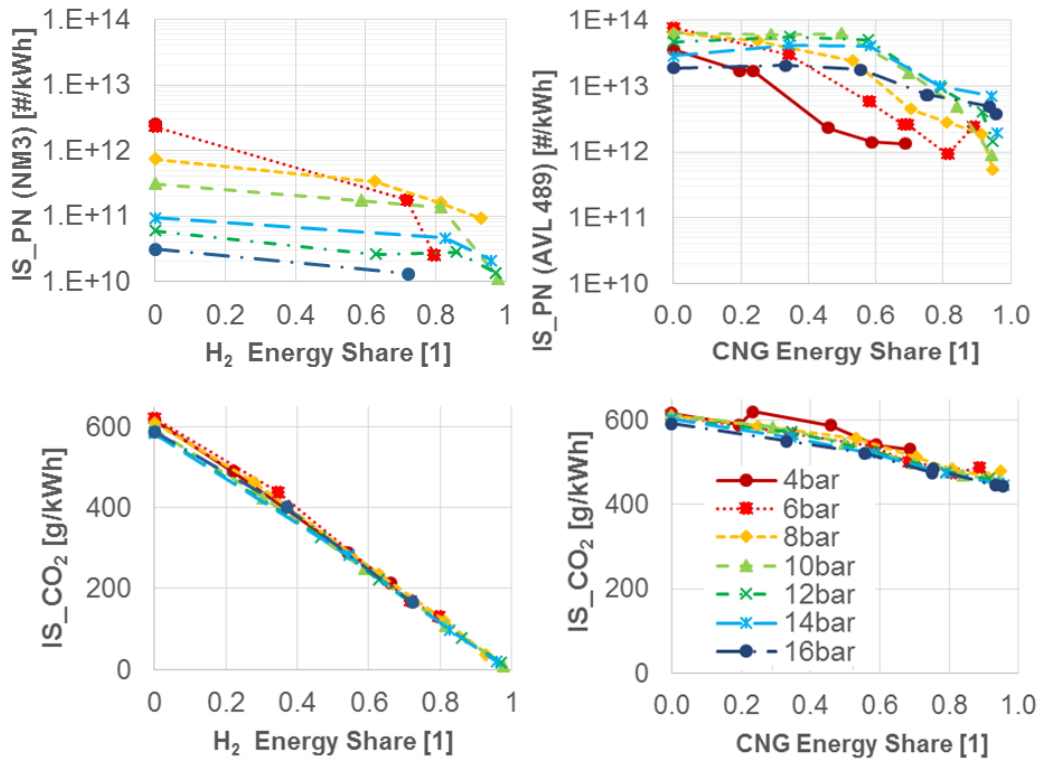 IS_PN (NM3) [#/kWh]
1.E+14
1.E+13
1.E+12
1.E+11
1.E+10
0 0.2 0.4 0.6 0.8 1
H₂ Energy Share [1]
IS_PN (AVL 489) [#/kWh]
1E+14
1E+13
1E+12
1E+11
1E+10
0.0 0.2 0.4 0.6 0.8 1.0
CNG Energy Share [1]
IS_CO₂ [g/kWh]
600
400
200
0
0 0.2 0.4 0.6 0.8 1
H₂ Energy Share [1]
IS_CO₂ [g/kWh]
600
400
200
0
4bar
6bar
8bar
10bar
12bar
14bar
16bar
0.0 0.2 0.4 0.6 0.8 1.0
CNG Energy Share [1]